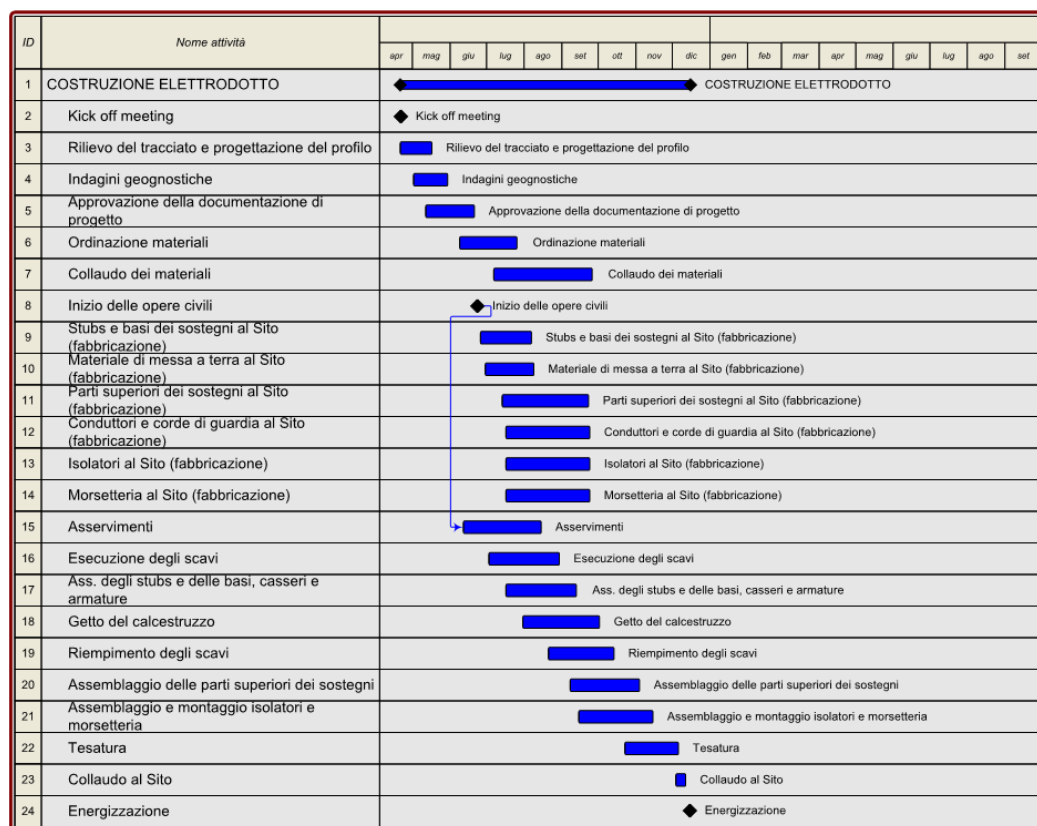 ID
Nome attività
apr mag giu lug ago set ott nov dic gen feb mar apr mag giu lug ago set
1 COSTRUZIONE ELETTRODOTTO COSTRUZIONE ELETTRODOTTO
2 Kick off meeting Kick off meeting
3 Rilievo del tracciato e progettazione del profilo Rilievo del tracciato e progettazione del profilo
4 Indagini geognostiche Indagini geognostiche
5 Approvazione della documentazione di
progetto Approvazione della documentazione di progetto
6 Ordinazione materiali Ordinazione materiali
7 Collaudo dei materiali Collaudo dei materiali
8 Inizio delle opere civili Inizio delle opere civili
9 Stubs e basi dei sostegni al Sito
(fabbricazione) Stubs e basi dei sostegni al Sito (fabbricazione)
10 Materiale di messa a terra al Sito
(fabbricazione) Materiale di messa a terra al Sito (fabbricazione)
11 Parti superiori dei sostegni al Sito
(fabbricazione) Parti superiori dei sostegni al Sito (fabbricazione)
12 Conduttori e corde di guardia al Sito
(fabbricazione) Conduttori e corde di guardia al Sito (fabbricazione)
13 Isolatori al Sito (fabbricazione) Isolatori al Sito (fabbricazione)
14 Morsetteria al Sito (fabbricazione) Morsetteria al Sito (fabbricazione)
15 Asservimenti Asservimenti
16 Esecuzione degli scavi Esecuzione degli scavi
17 Ass. degli stubs e delle basi, casseri e
armature Ass. degli stubs e delle basi, casseri e armature
18 Getto del calcestruzzo Getto del calcestruzzo
19 Riempimento degli scavi Riempimento degli scavi
20 Assemblaggio delle parti superiori dei sostegni Assemblaggio delle parti superiori dei sostegni
21 Assemblaggio e montaggio isolatori e
morsetteria Assemblaggio e montaggio isolatori e morsetteria
22 Tesatura Tesatura
23 Collaudo al Sito Collaudo al Sito
24 Energizzazione Energizzazione